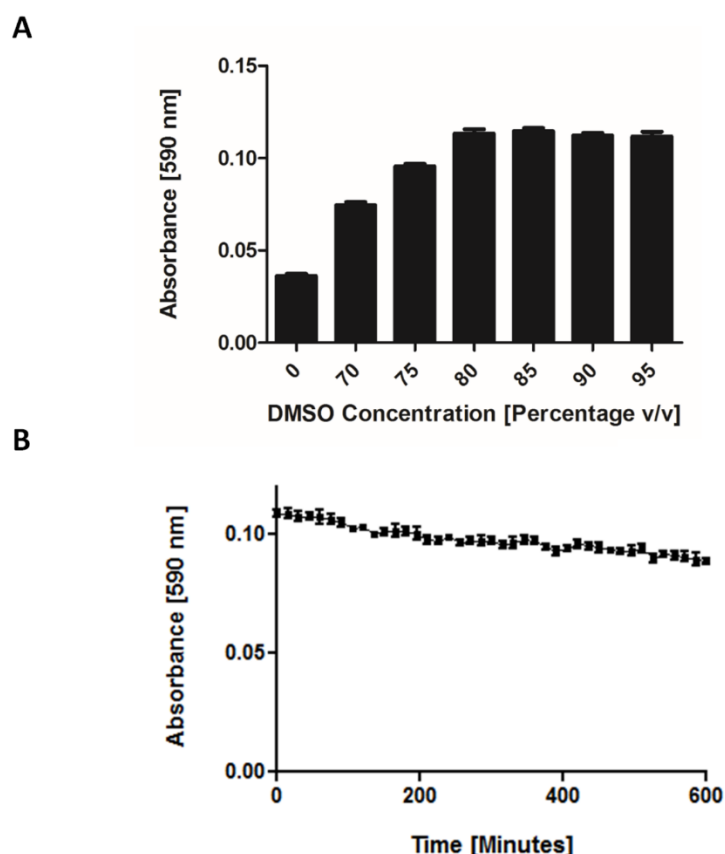 A
Absorbance [590 nm]
0.15
0.10
0.05
0.00
0 70 75 80 85 90 95
DMSO Concentration [Percentage v/v]
B
Absorbance [590 nm]
0.10
0.05
0.00
0 200 400 600
Time [Minutes]